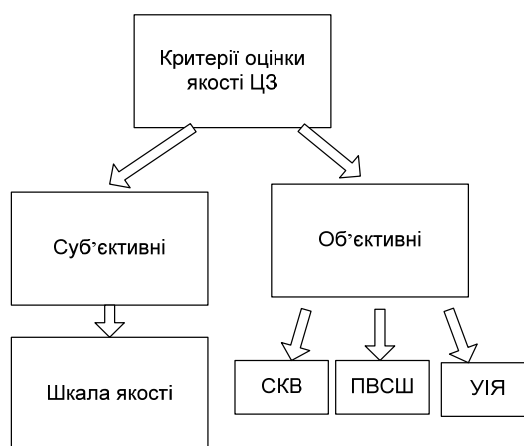 Критерії оцінки
якості ЦЗ
Суб’єктивні
Об’єктивні
Шкала якості
СКВ
ПВСШ
УІЯ